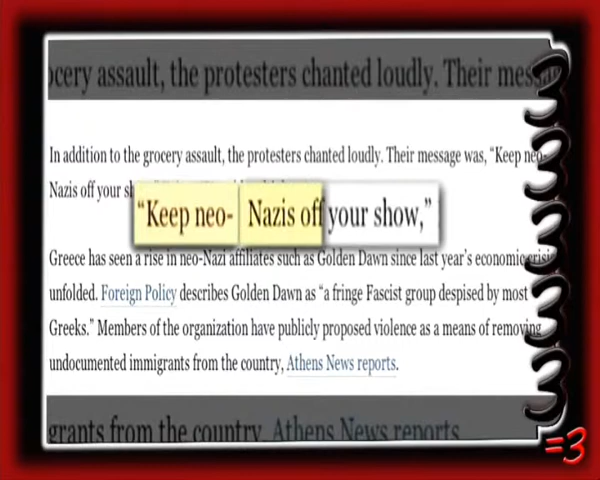 ocery assault, the protesters chanted loudly. Their mes
In addition to the grocery assault, the protesters chanted loudly. Their message was, “Keep neo-
Nazis off your sh
“Keep neo- Nazis off your show,”
Greece has seen a rise in neo-Nazi affiliates such as Golden Dawn since last year’s economic crisis
unfolded. Foreign Policy describes Golden Dawn as “a fringe Fascist group despised by most
Greeks.” Members of the organization have publicly proposed violence as a means of removing
undocumented immigrants from the country, Athens News reports.
grants from the country, Athens News reports
=3